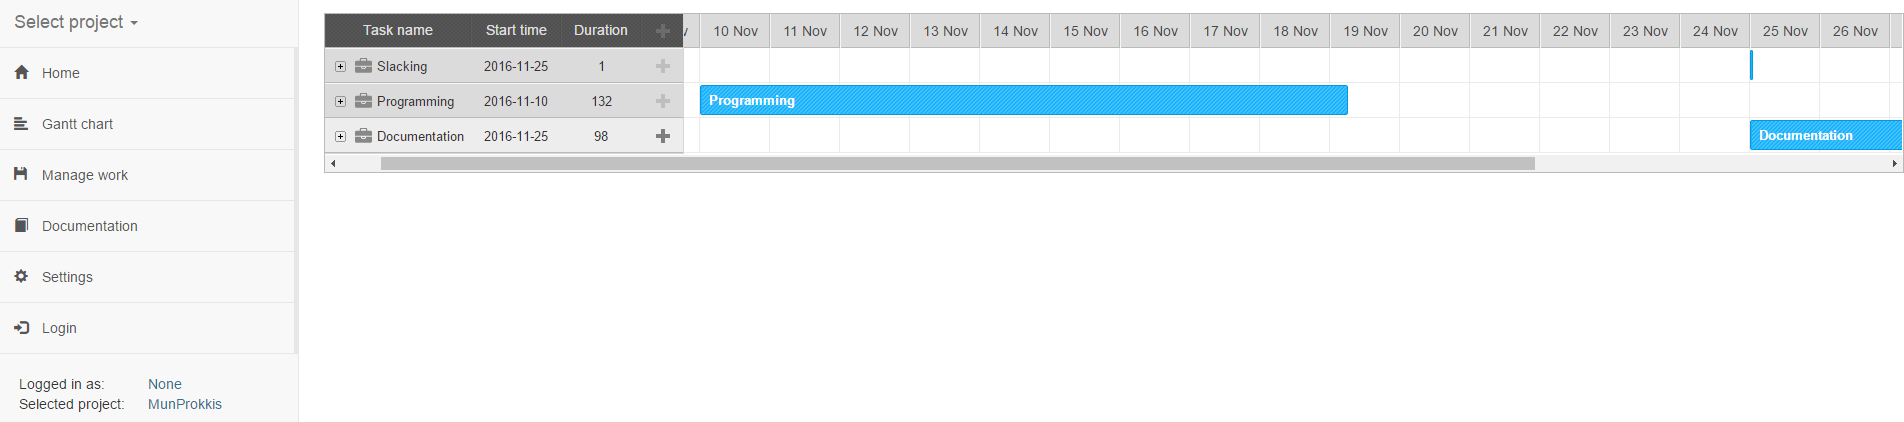 Select project
Home
Gantt chart
Manage work
Documentation
Settings
Login
Logged in as: None
Selected project: MunProkkis
Task name Start time Duration
10 Nov 11 Nov 12 Nov 13 Nov 14 Nov 15 Nov 16 Nov 17 Nov 18 Nov 19 Nov 20 Nov 21 Nov 22 Nov 23 Nov 24 Nov 25 Nov 26 Nov
Slacking 2016-11-25 1
Programming 2016-11-10 132 Programming
Documentation 2016-11-25 98 Documentation